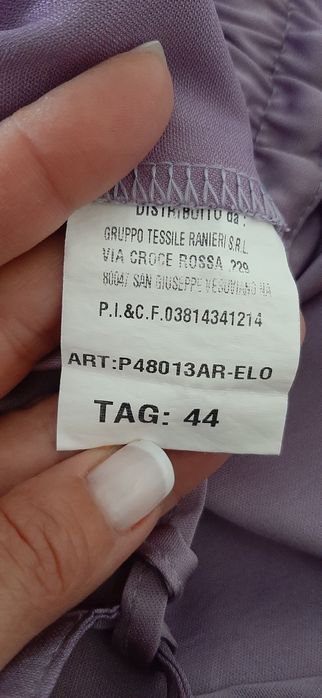 DISTRIBUITO da :
GRUPPO TESSILE RANIERI S.R.L.
VIA CROCE ROSSA ,229
80047 SAN GIUSEPPE VESUVIANO NA
P.I.&C.F.03814341214
ART:P48013AR-ELO
TAG: 44